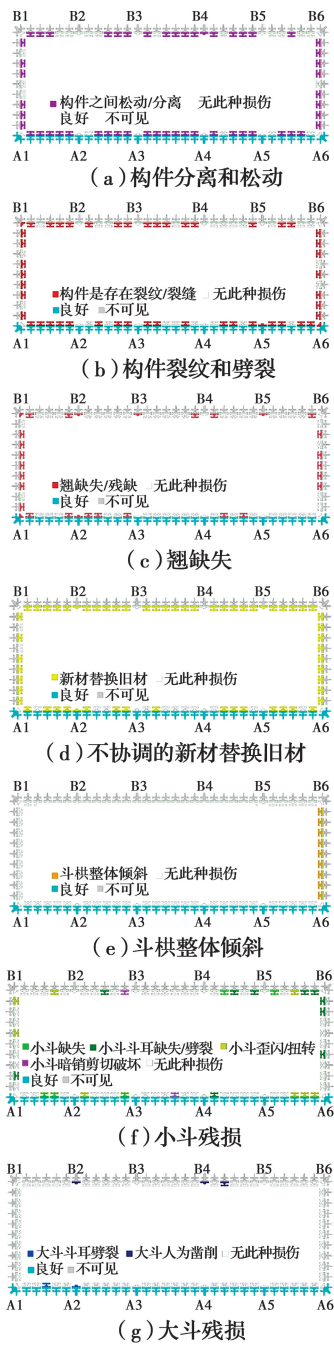 B1 B2 B3 B4 B5 B6
构件之间松动/分离 无此种损伤
良好 不可见
A1 A2 A3 A4 A5 A6
(a)构件分离和松动
B1 B2 B3 B4 B5 B6
构件是存在裂纹/裂缝 无此种损伤
良好 不可见
A1 A2 A3 A4 A5 A6
(b)构件裂纹和劈裂
B1 B2 B3 B4 B5 B6
翘缺失/残缺 无此种损伤
良好 不可见
A1 A2 A3 A4 A5 A6
(c)翘缺失
B1 B2 B3 B4 B5 B6
新材替换旧材 无此种损伤
良好 不可见
A1 A2 A3 A4 A5 A6
(d)不协调的新材替换旧材
B1 B2 B3 B4 B5 B6
斗栱整体倾斜 无此种损伤
良好 不可见
A1 A2 A3 A4 A5 A6
(e)斗栱整体倾斜
B1 B2 B3 B4 B5 B6
小斗缺失 小斗斗耳缺失/劈裂 小斗歪闪/扭转
小斗暗销剪切破坏 无此种损伤
良好 不可见
A1 A2 A3 A4 A5 A6
(f)小斗残损
B1 B2 B3 B4 B5 B6
大斗斗耳劈裂 大斗人为凿削 无此种损伤
良好 不可见
A1 A2 A3 A4 A5 A6
(g)大斗残损